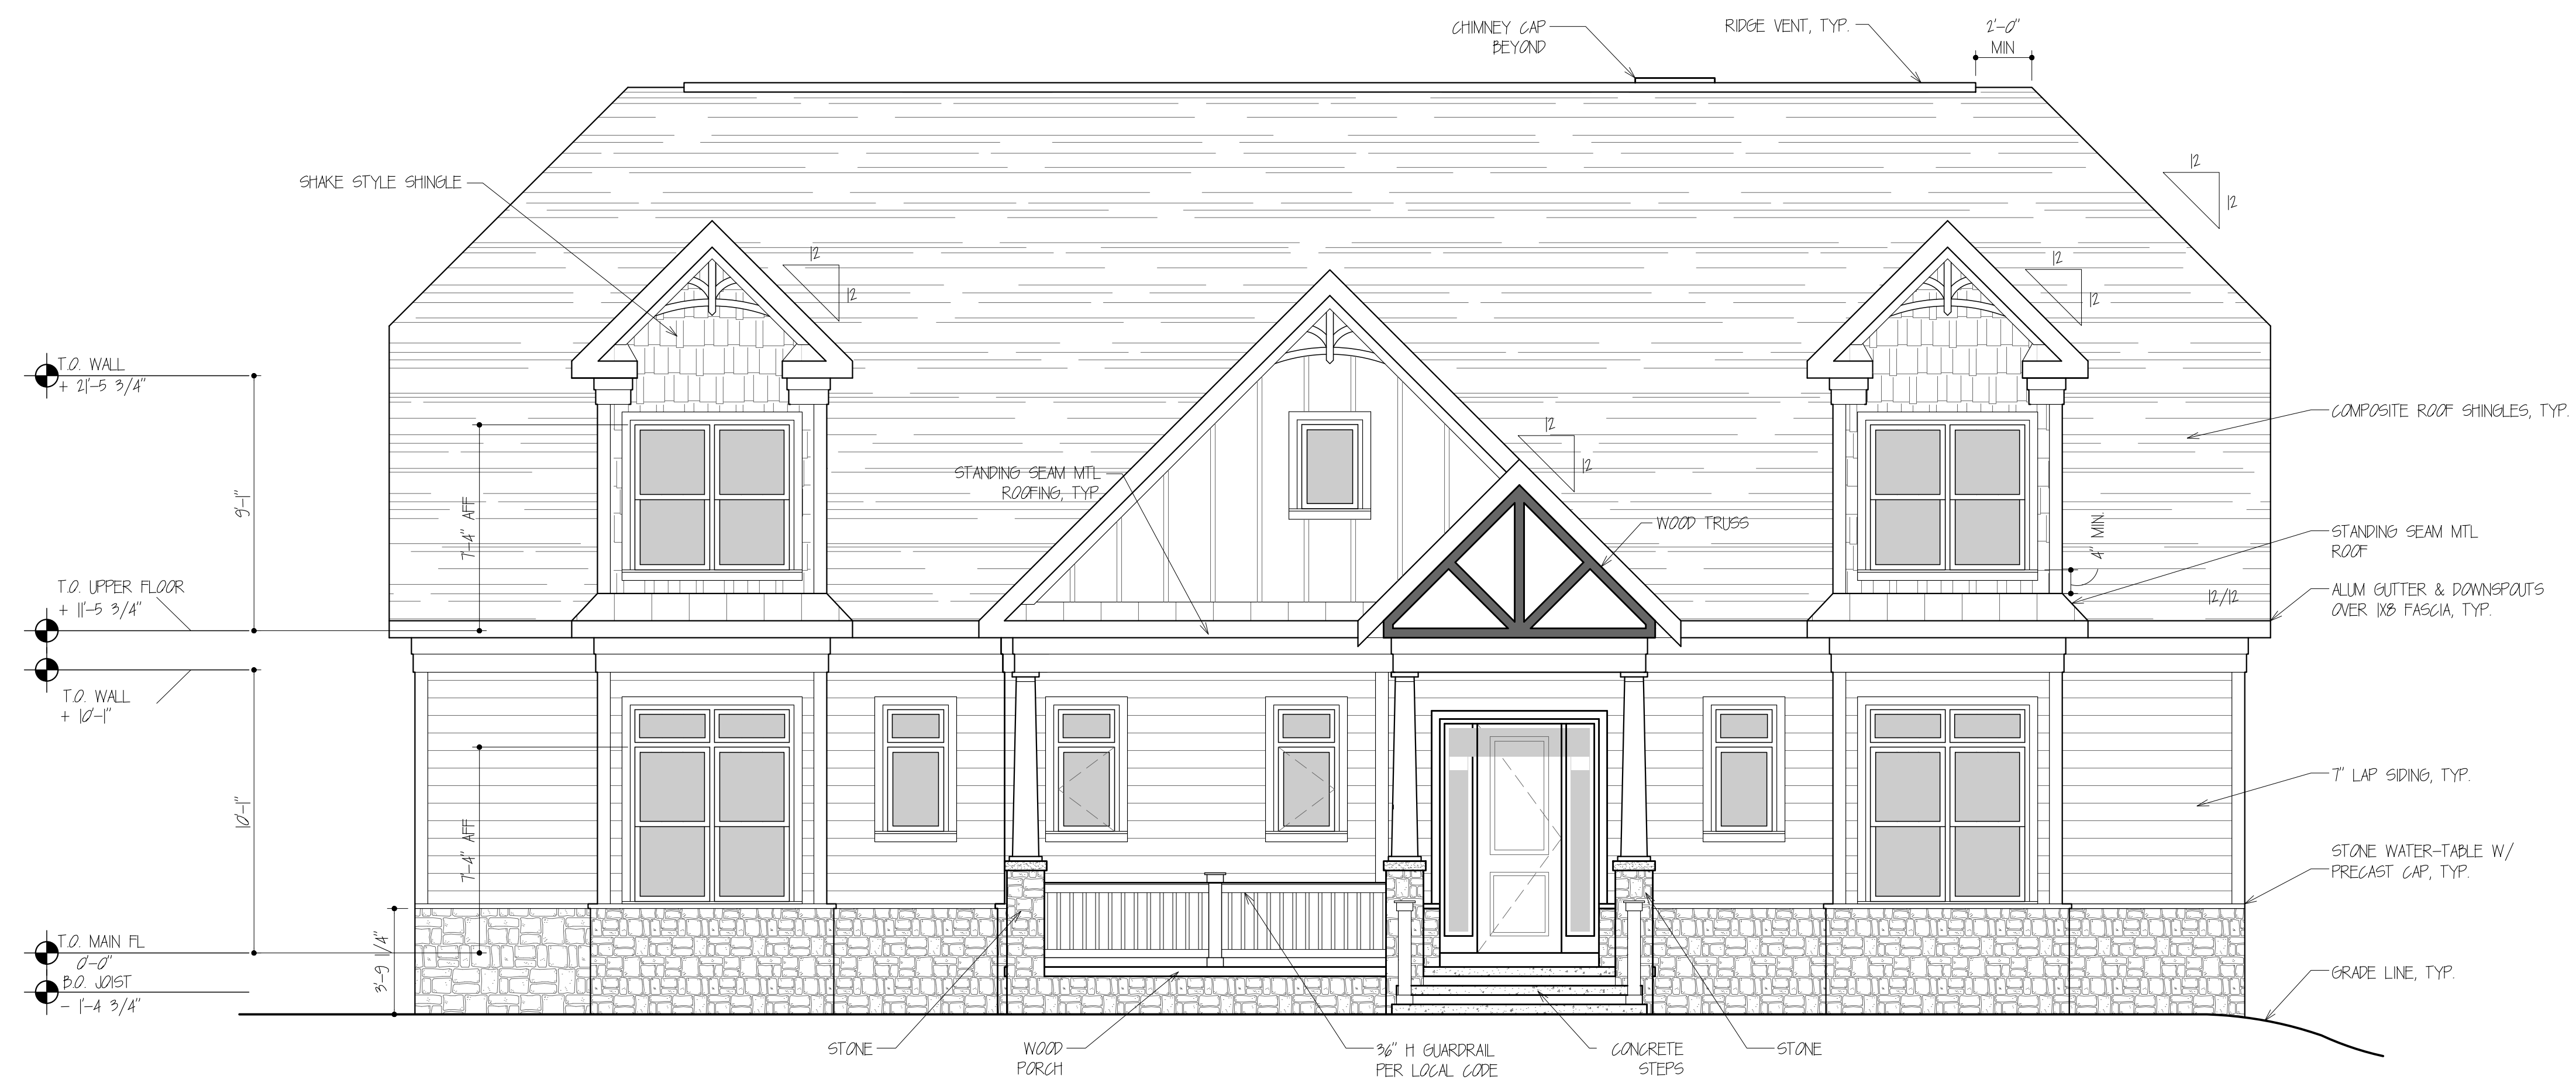 CHIMNEY CAP
BEYOND
RIDGE VENT, TYP.
2'-0"
MIN
12
12
SHAKE STYLE SHINGLE
12
12
12
12
T.O. WALL
+ 21'-5 3/4"
COMPOSITE ROOF SHINGLES, TYP.
12
12
STANDING SEAM MTL
ROOFING, TYP.
9'-1"
7'-4" AFF
WOOD TRUSS
4" MIN.
STANDING SEAM MTL
ROOF
T.O. UPPER FLOOR
+ 11'-5 3/4"
12/12
ALUM GUTTER & DOWNSPOUTS
OVER 1X8 FASCIA, TYP.
T.O. WALL
+ 10'-1"
7" LAP SIDING, TYP.
10'-1"
7'-4" AFF
STONE WATER-TABLE W/
PRECAST CAP, TYP.
T.O. MAIN FL
0'-0"
B.O. JOIST
- 1'-4 3/4"
3'-9 1/4"
GRADE LINE, TYP.
STONE
WOOD
PORCH
36" H GUARDRAIL
PER LOCAL CODE
CONCRETE
STEPS
STONE